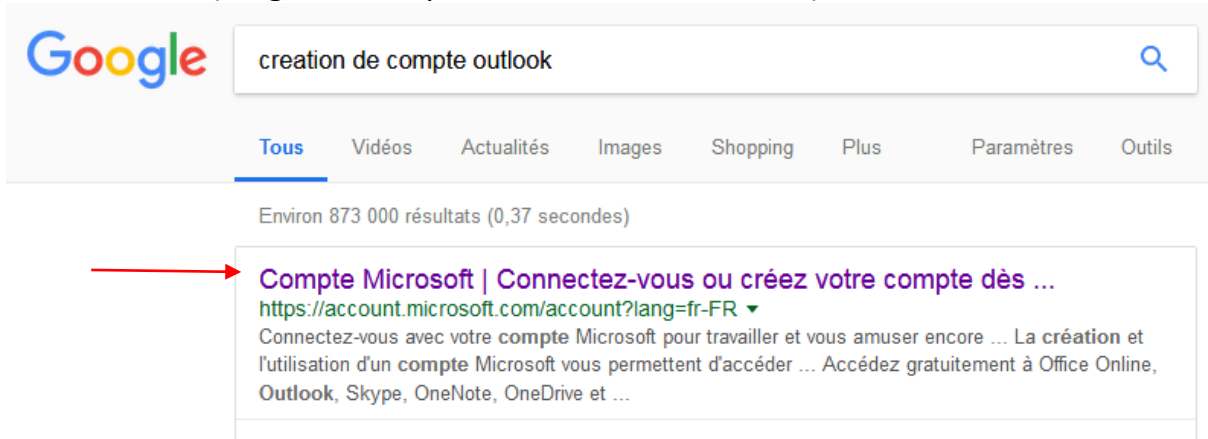 Google
creation de compte outlook
Tous Vidéos Actualités Images Shopping Plus Paramètres Outils
Environ 873 000 résultats (0,37 secondes)
Compte Microsoft | Connectez-vous ou créez votre compte dès ...
https://account.microsoft.com/account?lang=fr-FR
Connectez-vous avec votre compte Microsoft pour travailler et vous amuser encore ... La création et
l'utilisation d'un compte Microsoft vous permettent d'accéder ... Accédez gratuitement à Office Online,
Outlook, Skype, OneNote, OneDrive et ...